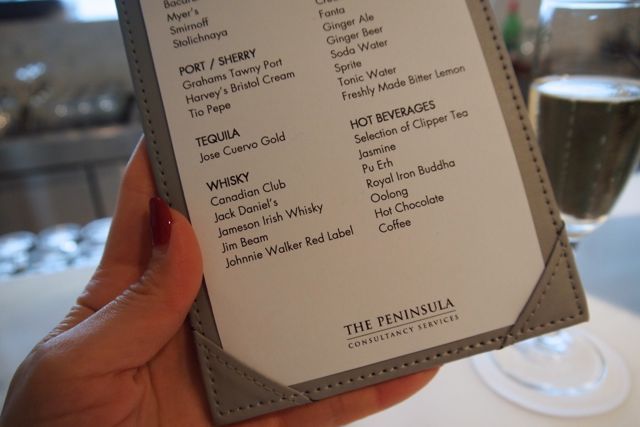 Myer's
Smirnoff
Stolichnaya
PORT / SHERRY
Grahams Tawny Port
Harvey's Bristol Cream
Tio Pepe
TEQUILA
Jose Cuervo Gold
WHISKY
Canadian Club
Jack Daniel's
Jameson Irish Whisky
Jim Beam
Johnnie Walker Red Label
Fanta
Ginger Ale
Ginger Beer
Soda Water
Sprite
Tonic Water
Freshly Made Bitter Lemon
HOT BEVERAGES
Selection of Clipper Tea
Jasmine
Pu Erh
Royal Iron Buddha
Oolong
Hot Chocolate
Coffee
THE PENINSULA
CONSULTANCY SERVICES